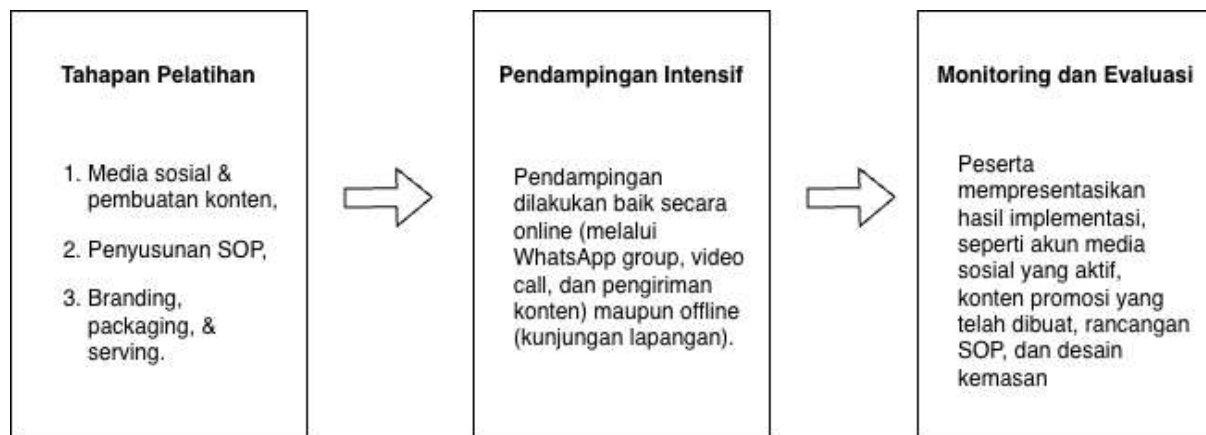 Tahapan Pelatihan
1. Media sosial &
pembuatan konten,
2. Penyusunan SOP,
3. Branding,
packaging, &
serving.
Pendampingan Intensif
Pendampingan
dilakukan baik secara
online (melalui
WhatsApp group, video
call, dan pengiriman
konten) maupun offline
(kunjungan lapangan).
Monitoring dan Evaluasi
Peserta
mempresentasikan
hasil implementasi,
seperti akun media
sosial yang aktif,
konten promosi yang
telah dibuat, rancangan
SOP, dan desain
kemasan